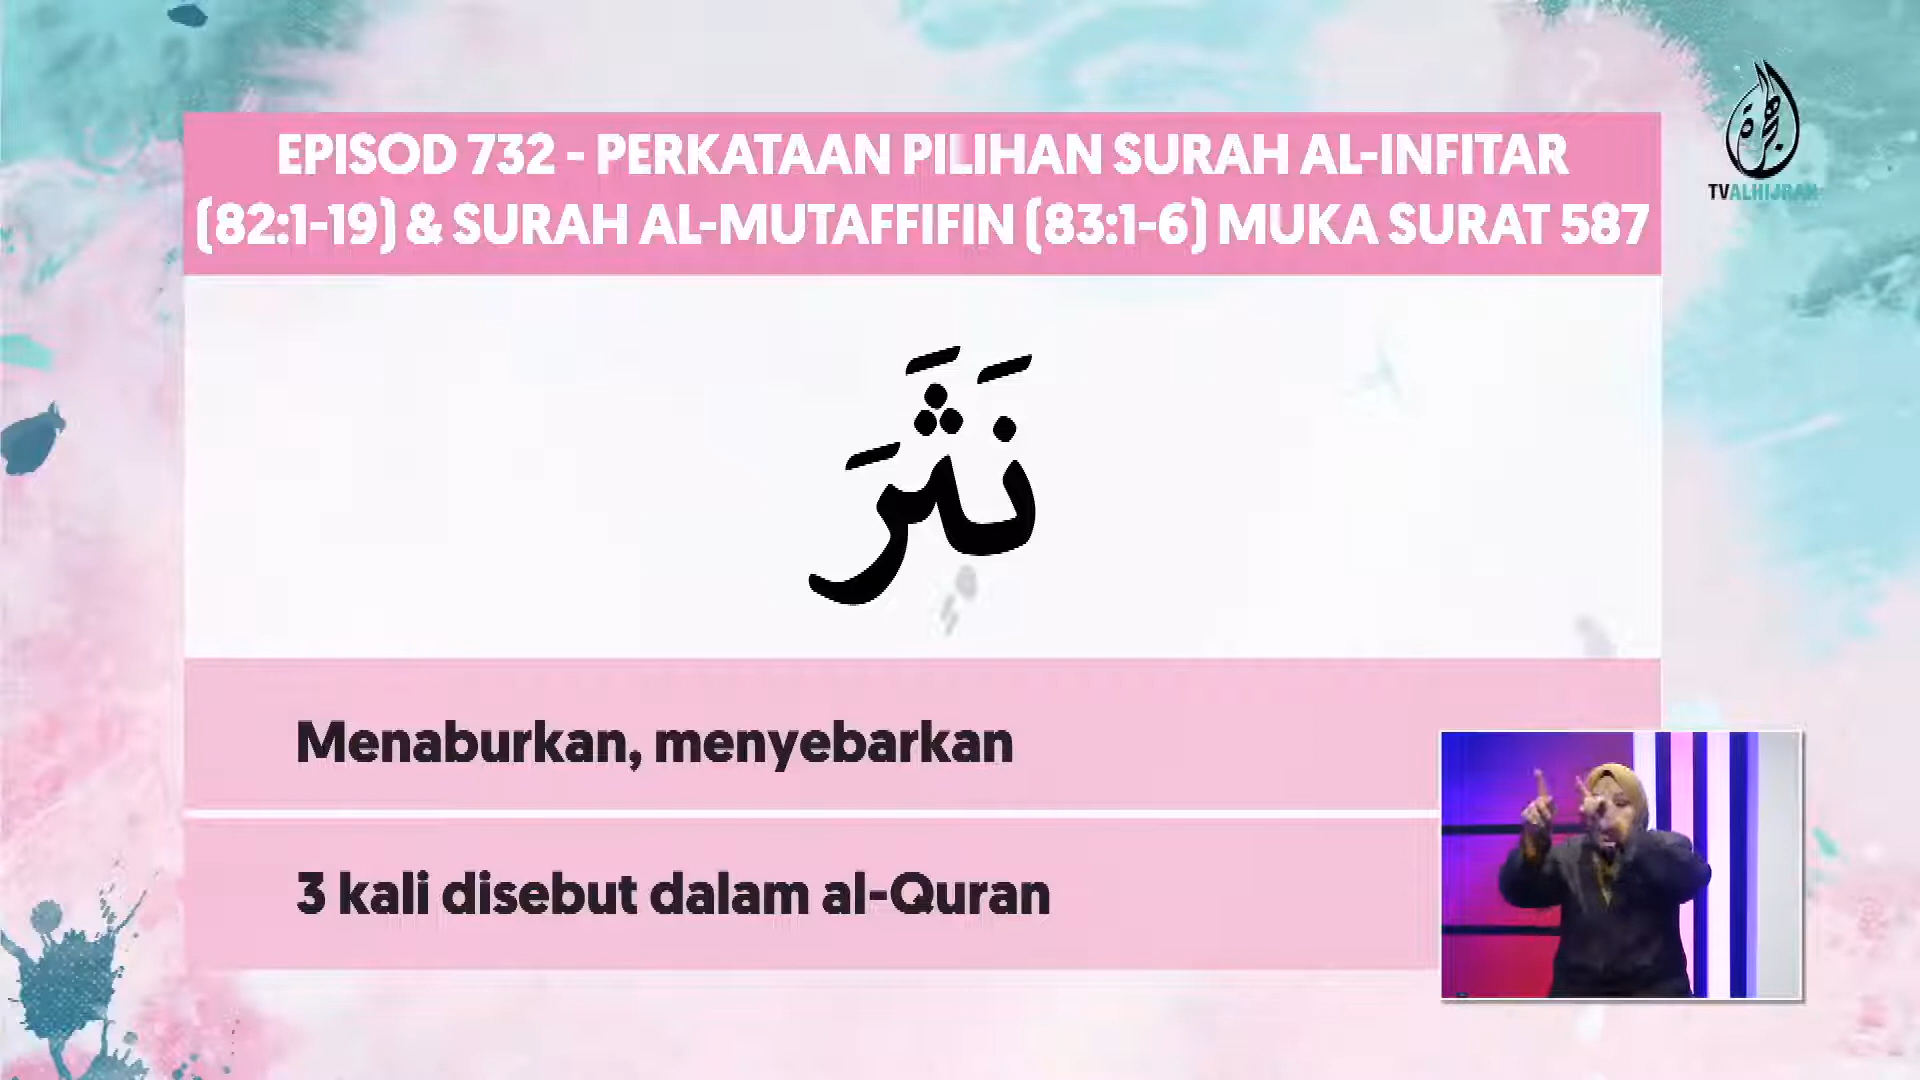 EPISOD 732 - PERKATAAN PILIHAN SURAH AL-INFITAR
(82:1-19) & SURAH AL-MUTAFFIFIN (83:1-6) MUKA SURAT 587
نَثَرَ
Menaburkan, menyebarkan
3 kali disebut dalam al-Quran
هجرة
TVALHIJRAH